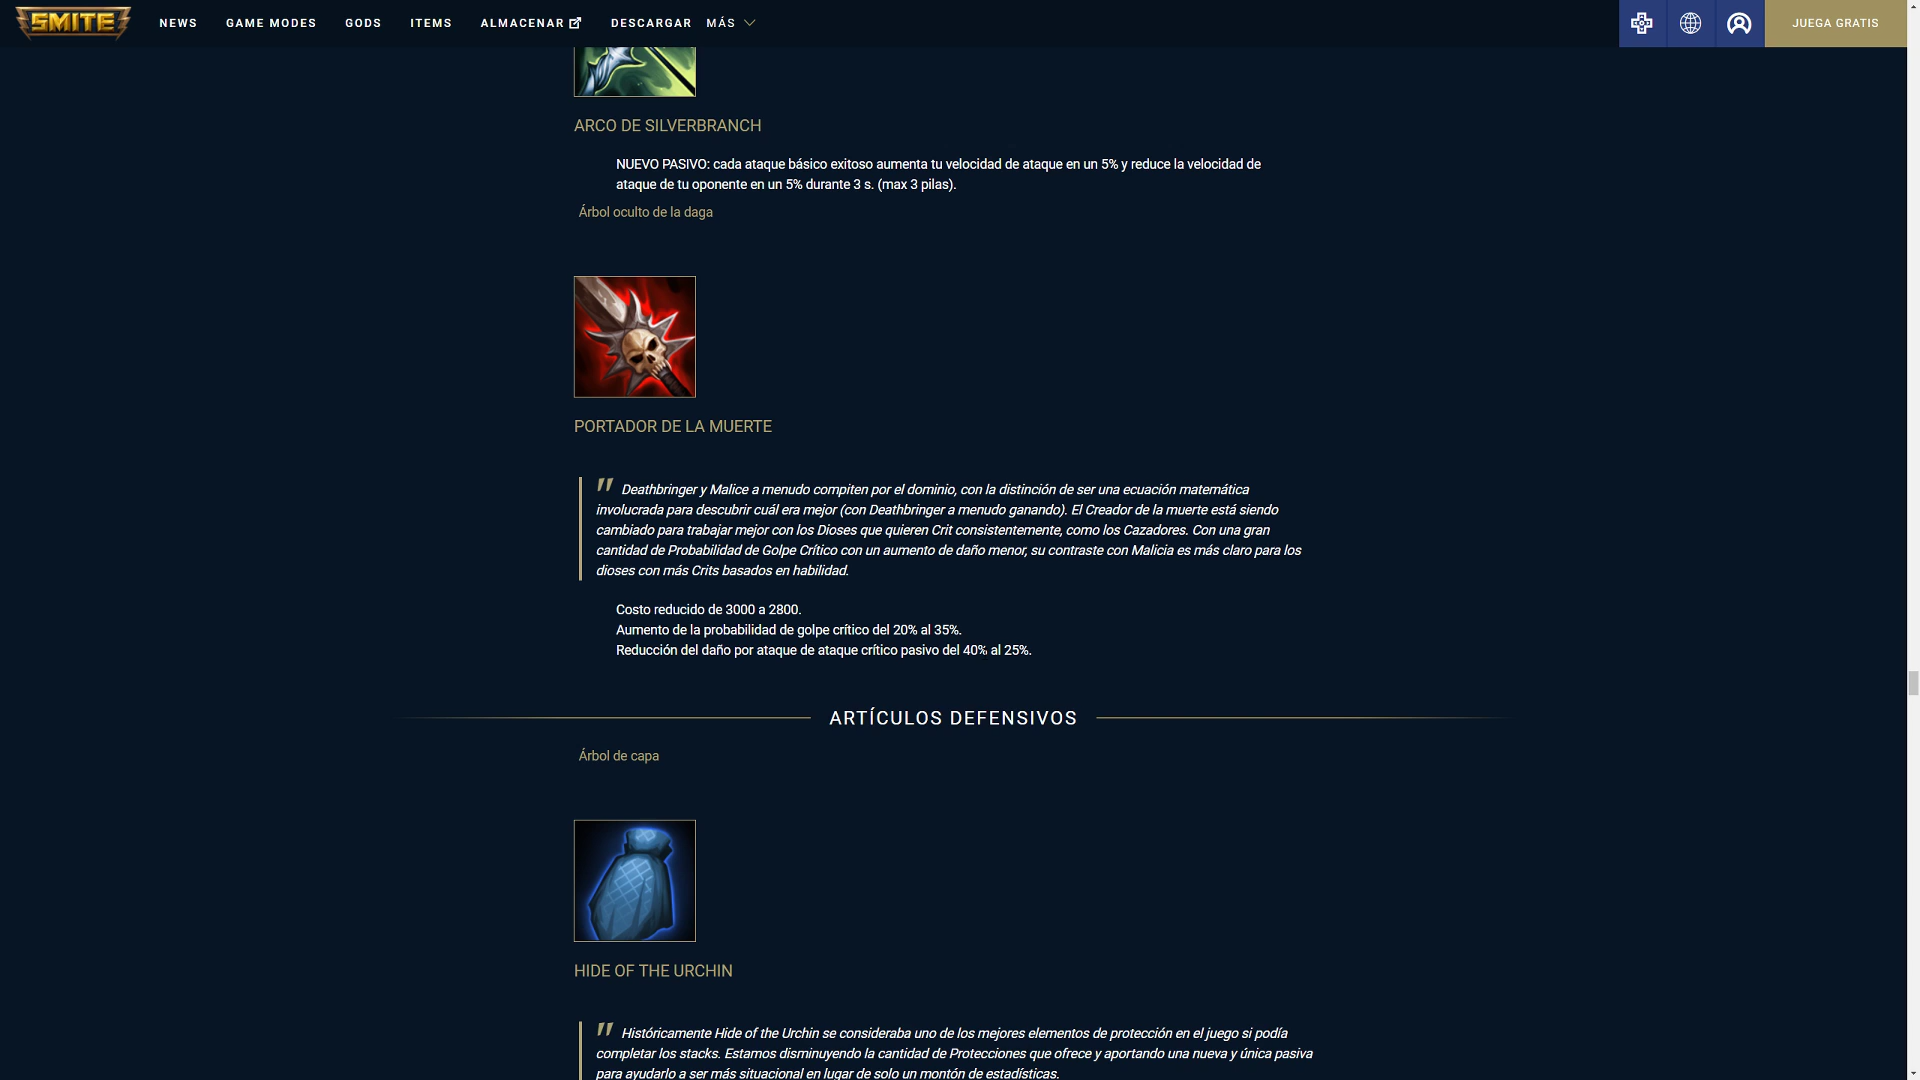 SMITE
NEWS
GAME MODES
GODS
ITEMS
ALMACENAR
DESCARGAR
MÁS
JUEGA GRATIS
ARCO DE SILVERBRANCH
NUEVO PASIVO: cada ataque básico exitoso aumenta tu velocidad de ataque en un 5% y reduce la velocidad de
ataque de tu oponente en un 5% durante 3 s. (max 3 pilas).
Árbol oculto de la daga
PORTADOR DE LA MUERTE
" Deathbringer y Malice a menudo compiten por el dominio, con la distinción de ser una ecuación matemática
involucrada para descubrir cuál era mejor (con Deathbringer a menudo ganando). El Creador de la muerte está siendo
cambiado para trabajar mejor con los Dioses que quieren Crit consistentemente, como los Cazadores. Con una gran
cantidad de Probabilidad de Golpe Crítico con un aumento de daño menor, su contraste con Malicia es más claro para los
dioses con más Crits basados en habilidad.
Costo reducido de 3000 a 2800.
Aumento de la probabilidad de golpe crítico del 20% al 35%.
Reducción del daño por ataque de ataque crítico pasivo del 40% al 25%.
ARTÍCULOS DEFENSIVOS
Árbol de capa
HIDE OF THE URCHIN
" Históricamente Hide of the Urchin se consideraba uno de los mejores elementos de protección en el juego si podía
completar los stacks. Estamos disminuyendo la cantidad de Protecciones que ofrece y aportando una nueva y única pasiva
para ayudarlo a ser más situacional en lugar de solo un montón de estadísticas.